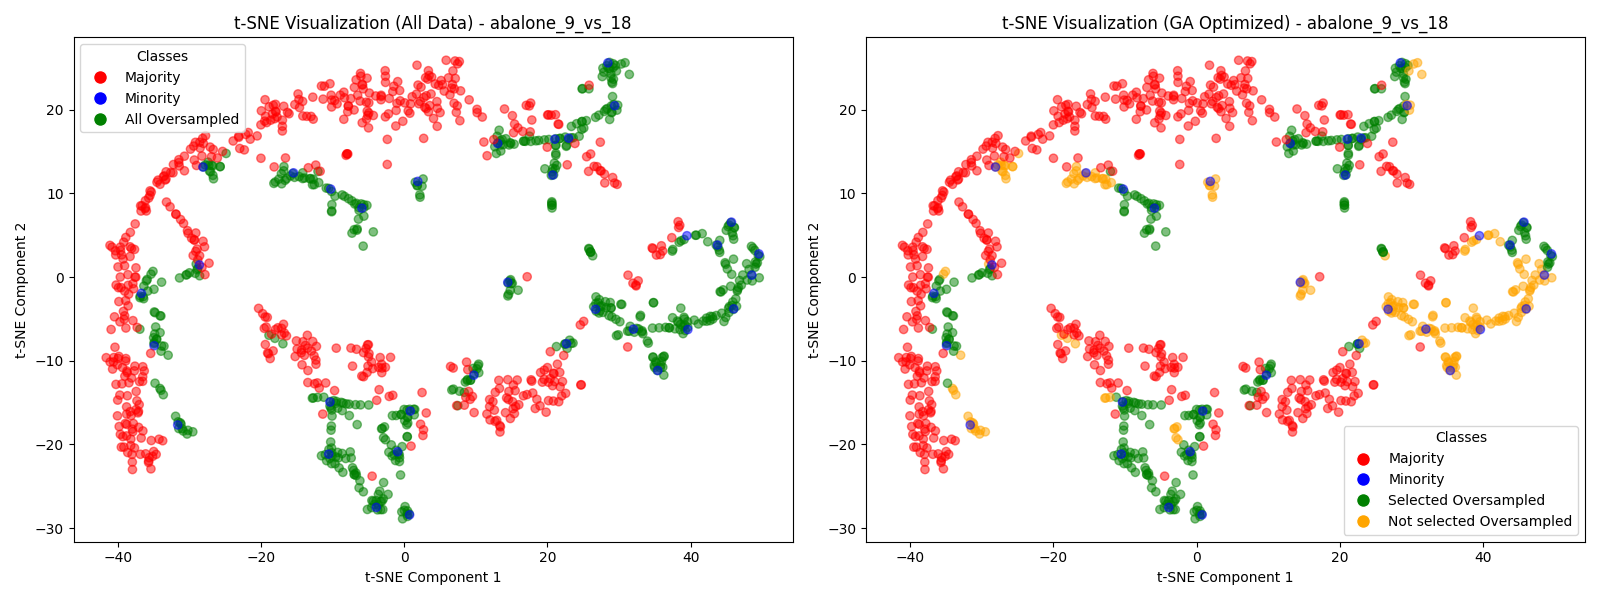 t-SNE Visualization (All Data) - abalone_9_vs_18
Classes
Majority
Minority
All Oversampled
20
10
0
−10
−20
−30
t-SNE Component 2
−40
−20
0
20
40
t-SNE Component 1
t-SNE Visualization (GA Optimized) - abalone_9_vs_18
20
10
0
−10
−20
−30
t-SNE Component 2
Classes
Majority
Minority
Selected Oversampled
Not selected Oversampled
−40
−20
0
20
40
t-SNE Component 1